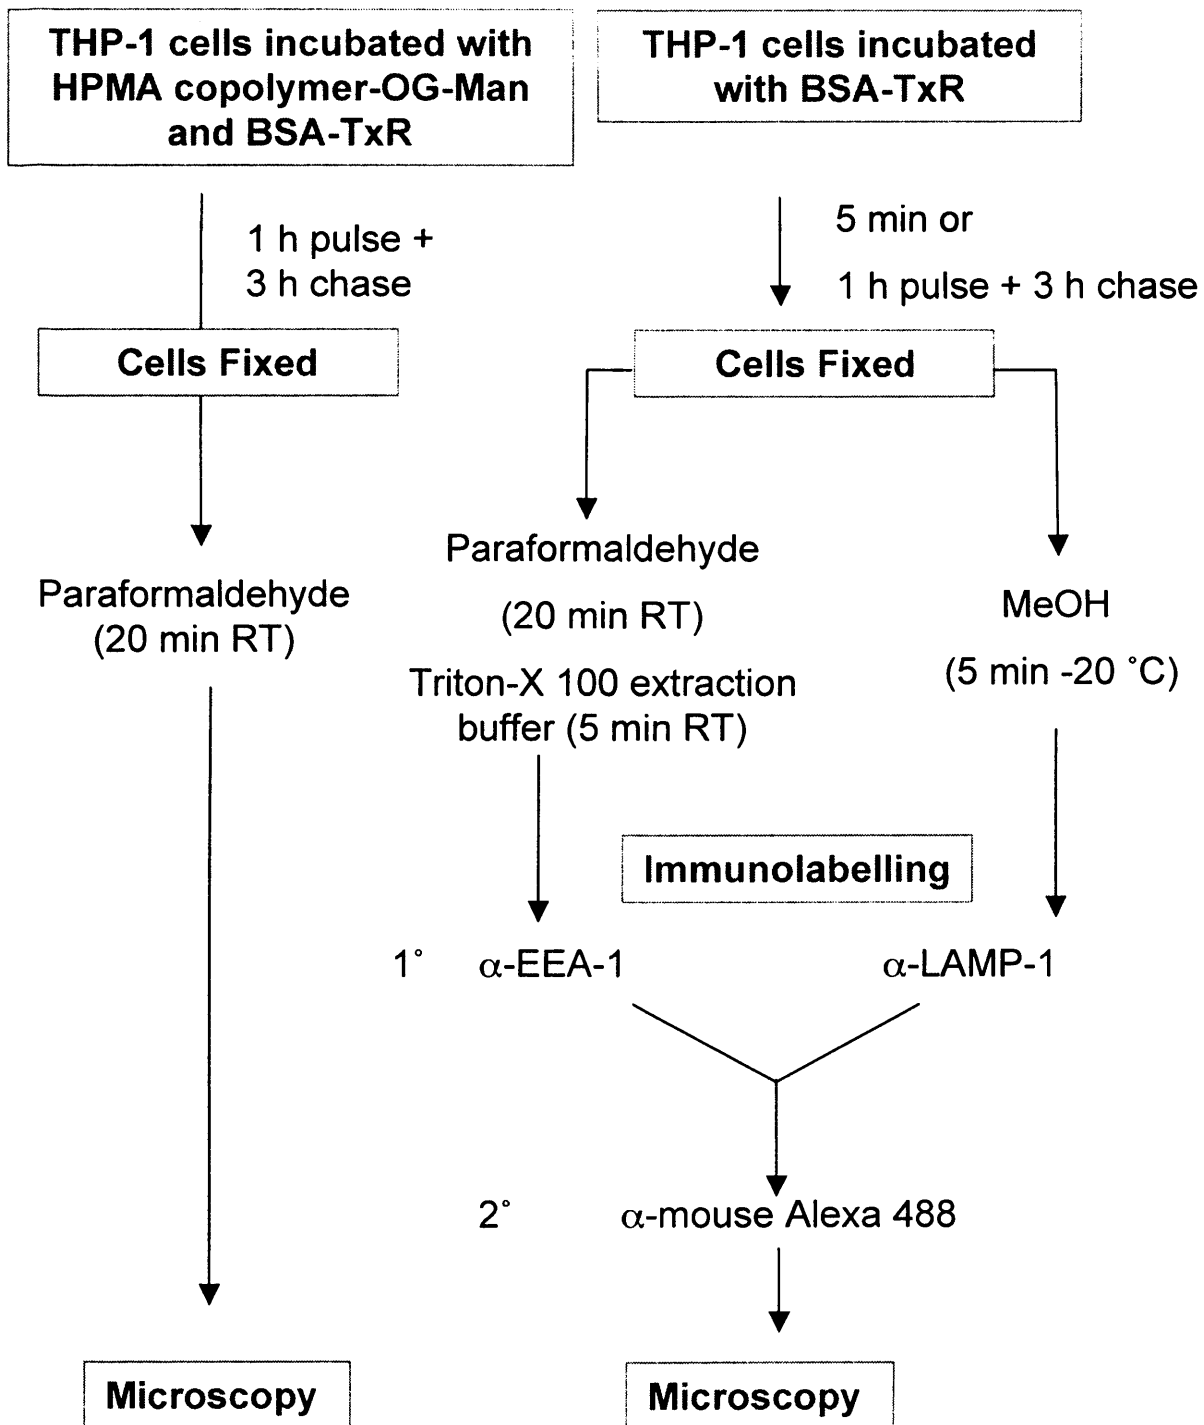 THP-1 cells incubated with
HPMA copolymer-OG-Man
and BSA-TxR
1 h pulse +
3 h chase
Cells Fixed
Paraformaldehyde
(20 min RT)
Microscopy
THP-1 cells incubated
with BSA-TxR
5 min or
1 h pulse + 3 h chase
Cells Fixed
Paraformaldehyde
(20 min RT)
Triton-X 100 extraction
buffer (5 min RT)
MeOH
(5 min -20 °C)
Immunolabelling
1° α-EEA-1 α-LAMP-1
2° α-mouse Alexa 488
Microscopy